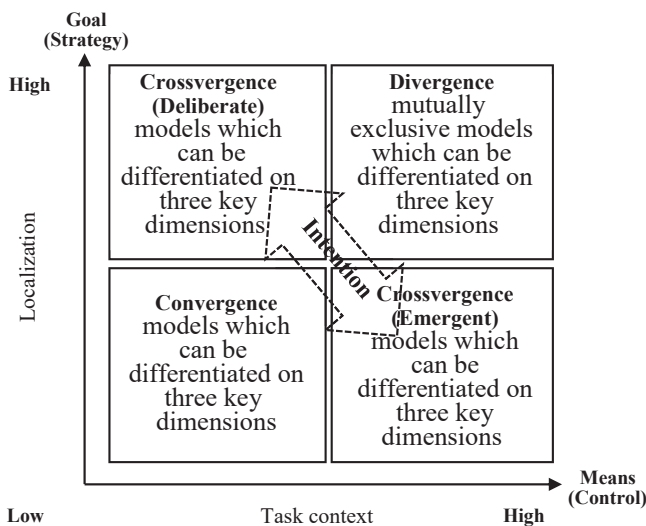 Goal
(Strategy)
High
Crossvergence
(Deliberate)
models which
can be
differentiated on
three key
dimensions
Divergence
mutually
exclusive models
which can be
differentiated on
three key
dimensions
Intention
Localization
Convergence
models which
can be
differentiated on
three key
dimensions
Crossvergence
(Emergent)
models which
can be
differentiated on
three key
dimensions
Means
(Control)
Low
Task context
High